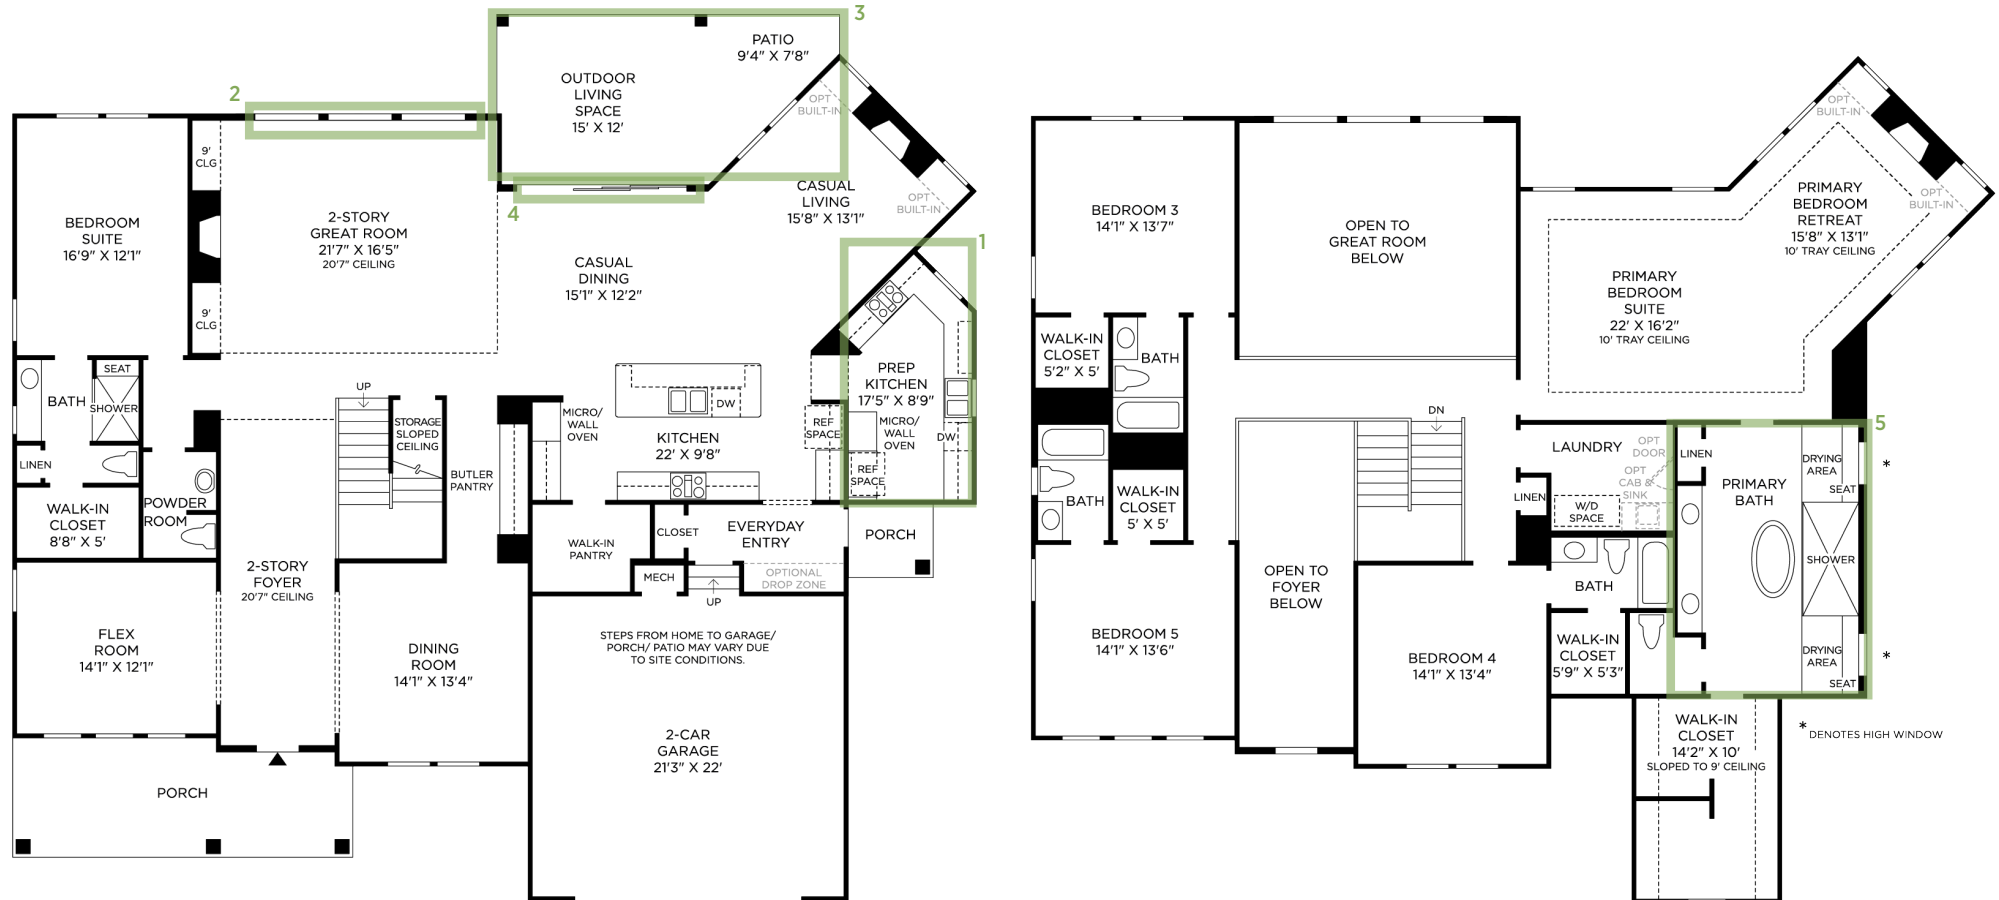 3
PATIO
9'4" X 7'8"
OUTDOOR
LIVING
SPACE
15' X 12'
OPT
BUILT-IN
2
9'
CLG
BEDROOM
SUITE
16'9" X 12'1"
2-STORY
GREAT ROOM
21'7" X 16'5"
20'7" CEILING
4
CASUAL
LIVING
15'8" X 13'1"
OPT
BUILT-IN
1
CASUAL
DINING
15'1" X 12'2"
9'
CLG
SEAT
BATH
SHOWER
LINEN
WALK-IN
CLOSET
8'8" X 5'
POWDER
ROOM
UP
STORAGE
SLOPED
CEILING
BUTLER
PANTRY
MICRO/
WALL
OVEN
DW
KITCHEN
22' X 9'8"
REF
SPACE
PREP
KITCHEN
17'5" X 8'9"
MICRO/
WALL
OVEN
DW
REF
SPACE
WALK-IN
PANTRY
CLOSET
EVERYDAY
ENTRY
PORCH
MECH
UP
OPTIONAL
DROP ZONE
2-STORY
FOYER
20'7" CEILING
FLEX
ROOM
14'1" X 12'1"
DINING
ROOM
14'1" X 13'4"
STEPS FROM HOME TO GARAGE/
PORCH/ PATIO MAY VARY DUE
TO SITE CONDITIONS.
2-CAR
GARAGE
21'3" X 22'
PORCH
BEDROOM 3
14'1" X 13'7"
OPEN TO
GREAT ROOM
BELOW
OPT
BUILT-IN
PRIMARY
BEDROOM
RETREAT
15'8" X 13'1"
10' TRAY CEILING
OPT
BUILT-IN
PRIMARY
BEDROOM
SUITE
22' X 16'2"
10' TRAY CEILING
WALK-IN
CLOSET
5'2" X 5'
BATH
BATH
WALK-IN
CLOSET
5' X 5'
DN
LAUNDRY
OPT
DOOR
OPT
CAB &
SINK
LINEN
W/D
SPACE
5
LINEN
PRIMARY
BATH
DRYING
AREA
SEAT
*
SHOWER
DRYING
AREA
SEAT
*
BATH
OPEN TO
FOYER
BELOW
BEDROOM 5
14'1" X 13'6"
BEDROOM 4
14'1" X 13'4"
WALK-IN
CLOSET
5'9" X 5'3"
WALK-IN
CLOSET
14'2" X 10'
SLOPED TO 9' CEILING
* DENOTES HIGH WINDOW